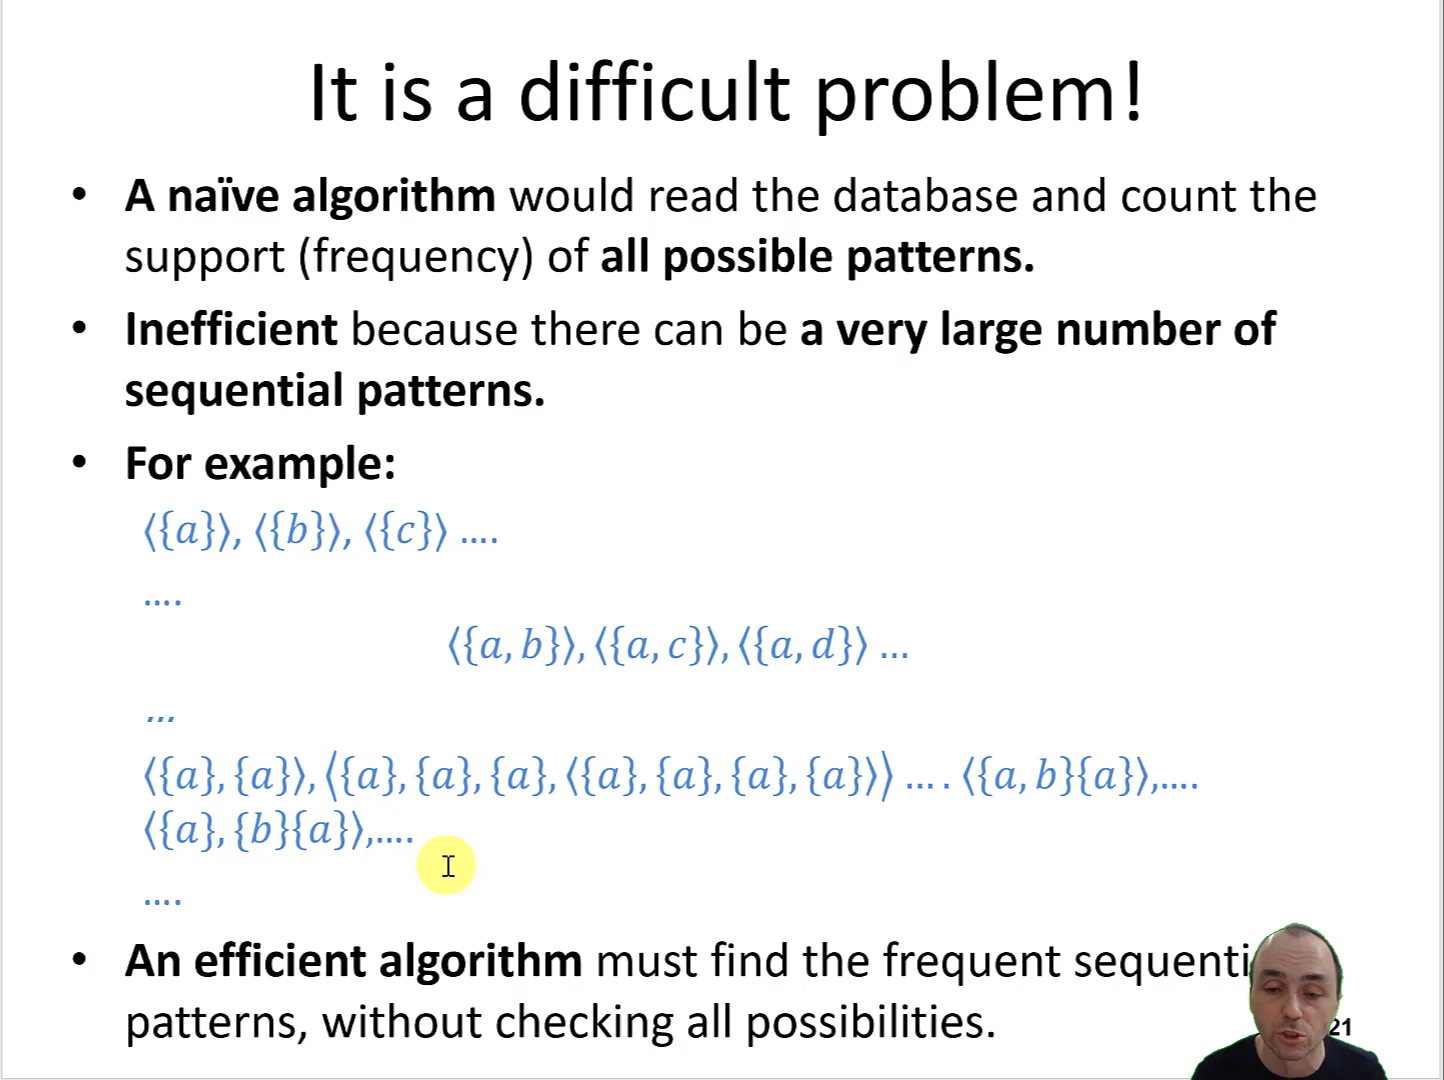 It is a difficult problem!
• A naïve algorithm would read the database and count the
support (frequency) of all possible patterns.
• Inefficient because there can be a very large number of
sequential patterns.
• For example:
⟨{a}⟩, ⟨{b}⟩, ⟨{c}⟩ ....
....
⟨{a, b}⟩, ⟨{a, c}⟩, ⟨{a, d}⟩ ...
...
⟨{a}, {a}⟩, ⟨{a}, {a}, {a}, ⟨{a}, {a}, {a}, {a}⟩⟩ .... ⟨{a, b}{a}⟩,....
⟨{a}, {b}{a}⟩,....
....
• An efficient algorithm must find the frequent sequenti
patterns, without checking all possibilities.
21